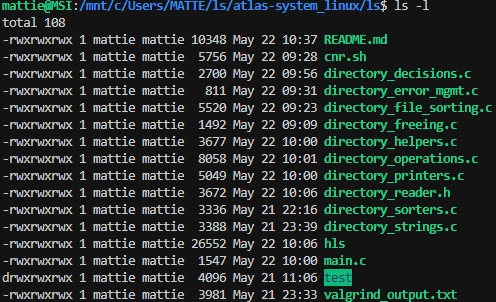 mattie@MSI:/mnt/c/Users/MATTE/ls/atlas-system_linux/ls$ ls -l
total 108
-rwxrwxrwx 1 mattie mattie 10348 May 22 10:37 README.md
-rwxrwxrwx 1 mattie mattie  5756 May 22 09:28 cnr.sh
-rwxrwxrwx 1 mattie mattie  2700 May 22 09:56 directory_decisions.c
-rwxrwxrwx 1 mattie mattie   811 May 22 09:31 directory_error_mgmt.c
-rwxrwxrwx 1 mattie mattie  5520 May 22 09:23 directory_file_sorting.c
-rwxrwxrwx 1 mattie mattie  1492 May 22 09:09 directory_freeing.c
-rwxrwxrwx 1 mattie mattie  3677 May 22 10:00 directory_helpers.c
-rwxrwxrwx 1 mattie mattie  8058 May 22 10:01 directory_operations.c
-rwxrwxrwx 1 mattie mattie  5049 May 22 10:00 directory_printers.c
-rwxrwxrwx 1 mattie mattie  3672 May 22 10:06 directory_reader.h
-rwxrwxrwx 1 mattie mattie  3336 May 21 22:16 directory_sorters.c
-rwxrwxrwx 1 mattie mattie  3388 May 21 23:39 directory_strings.c
-rwxrwxrwx 1 mattie mattie 26552 May 22 10:06 hls
-rwxrwxrwx 1 mattie mattie  1547 May 22 10:00 main.c
drwxrwxrwx 1 mattie mattie  4096 May 21 11:06 test
-rwxrwxrwx 1 mattie mattie  3981 May 21 23:33 valgrind_output.txt